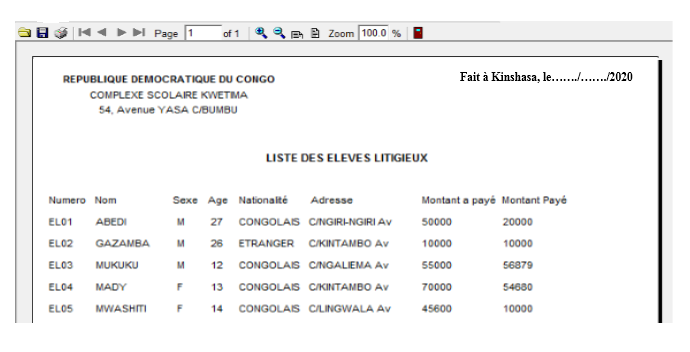 Page 1 of 1 Zoom 100.0 %
REPUBLIQUE DEMOCRATIQUE DU CONGO
Fait à Kinshasa, le……./……./2020
COMPLEXE SCOLAIRE KWETIMA
54, Avenue YASA C/BUMBU
LISTE DES ELEVES LITIGIEUX
Numero Nom Sexe Age Nationalité Adresse Montant a payé Montant Payé
EL01 ABEDI M 27 CONGOLAIS C/NGIRI-NGIRI Av 50000 20000
EL02 GAZAMBA M 26 ETRANGER C/KINTAMBO Av 10000 10000
EL03 MUKUKU M 12 CONGOLAIS C/NGALIEMA Av 55000 56879
EL04 MADY F 13 CONGOLAIS C/KINTAMBO Av 70000 54680
EL05 MWASHITI F 14 CONGOLAIS C/LINGWALA Av 45600 10000